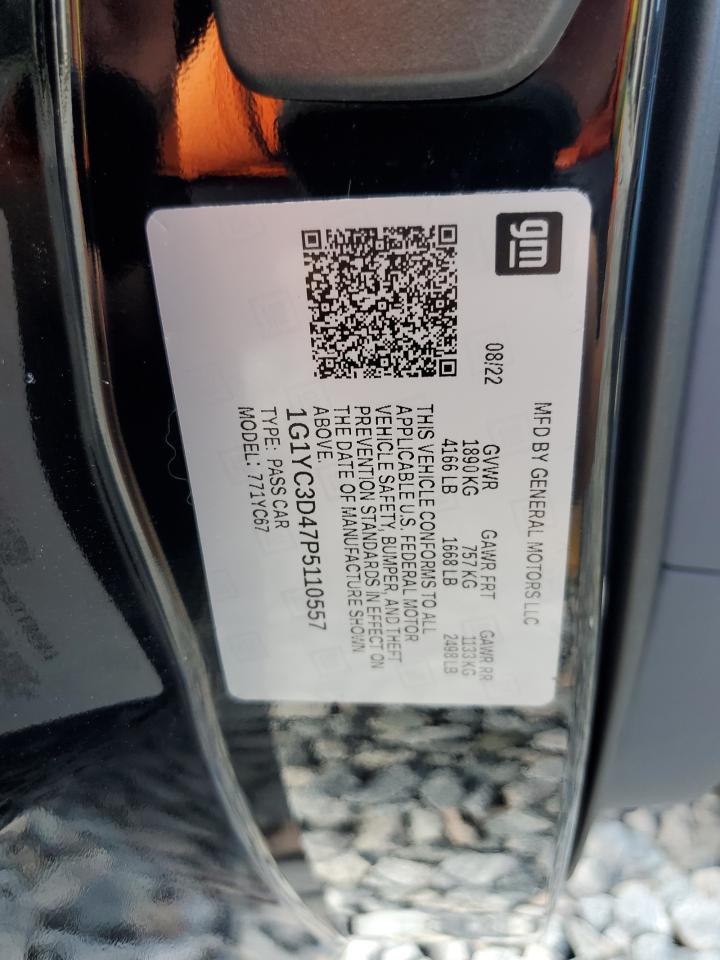 gm
MFD BY GENERAL MOTORS LLC
08/22
GVWR GAWR FRT GAWR RR
1890 KG 757 KG 1133 KG
4166 LB 1668 LB 2498 LB
THIS VEHICLE CONFORMS TO ALL
APPLICABLE U.S. FEDERAL MOTOR
VEHICLE SAFETY, BUMPER, AND THEFT
PREVENTION STANDARDS IN EFFECT ON
THE DATE OF MANUFACTURE SHOWN
ABOVE.
1G1YC3D47P5110557
TYPE: PASS CAR
MODEL: 771YC67